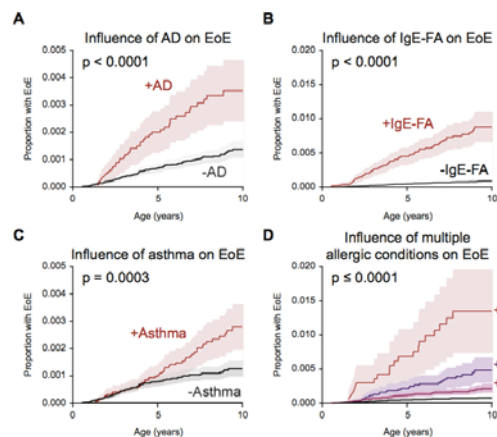 A
Influence of AD on EoE
p < 0.0001
+AD
-AD
Proportion with EoE
0.005
0.004
0.003
0.002
0.001
0.000
0
5
10
Age (years)
B
Influence of IgE-FA on EoE
p < 0.0001
+IgE-FA
-IgE-FA
Proportion with EoE
0.020
0.015
0.010
0.005
0.000
0
5
10
Age (years)
C
Influence of asthma on EoE
p = 0.0003
+Asthma
-Asthma
Proportion with EoE
0.005
0.004
0.003
0.002
0.001
0.000
0
5
10
Age (years)
D
Influence of multiple
allergic conditions on EoE
p ≤ 0.0001
+
+
+
Proportion with EoE
0.020
0.015
0.010
0.005
0.000
0
5
10
Age (years)